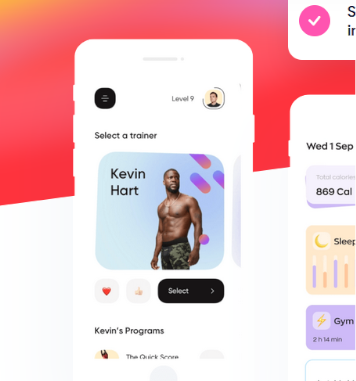 Level 9
Select a trainer
Kevin
Hart
Select
Kevin's Programs
The Quick Score
S
Wed 1 Sep
Total calories
869 Cal
Sleep
Gym
2 h 14 min